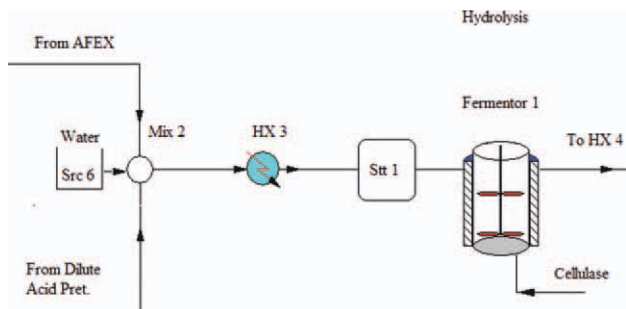 Hydrolysis
From AFEX
Fermentor 1
Water
Mix 2
HX 3
To HX 4
Src 6
Stt 1
From Dilute
Acid Pret.
Cellulase